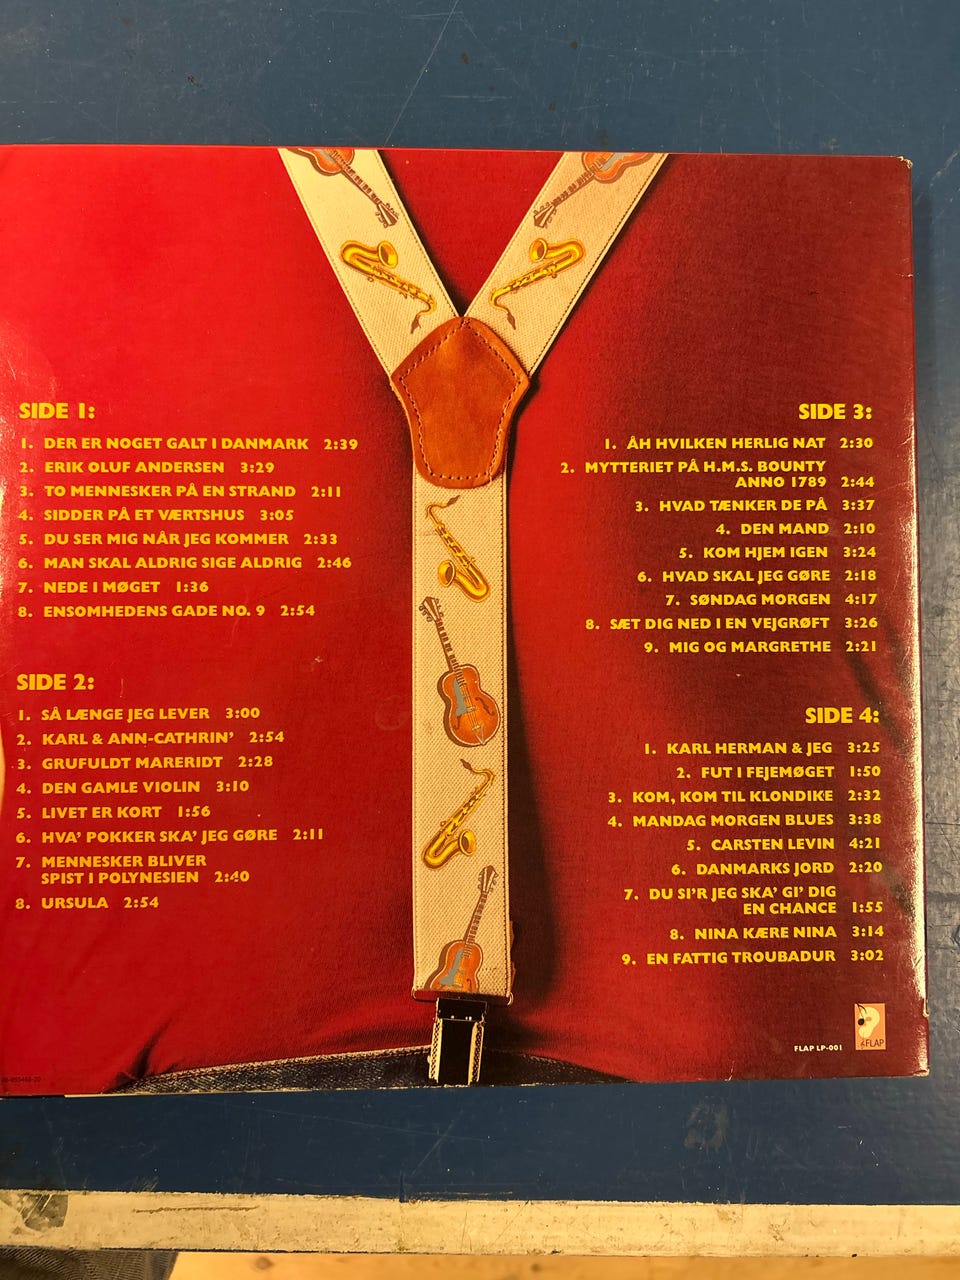 SIDE 1:
1. DER ER NOGET GALT I DANMARK 2:39
2. ERIK OLUF ANDERSEN 3:29
3. TO MENNESKER PÅ EN STRAND 2:11
4. SIDDER PÅ ET VÆRTSHUS 3:05
5. DU SER MIG NÅR JEG KOMMER 2:33
6. MAN SKAL ALDRIG SIGE ALDRIG 2:46
7. NEDE I MØGET 1:36
8. ENSOMHEDENS GADE NO. 9 2:54
SIDE 2:
1. SÅ LÆNGE JEG LEVER 3:00
2. KARL & ANN-CATHRIN' 2:54
3. GRUFULDT MARERIDT 2:28
4. DEN GAMLE VIOLIN 3:10
5. LIVET ER KORT 1:56
6. HVA' POKKER SKA' JEG GØRE 2:11
7. MENNESKER BLIVER
SPIST I POLYNESIEN 2:40
8. URSULA 2:54
SIDE 3:
1. ÅH HVILKEN HERLIG NAT 2:30
2. MYTTERIET PÅ H.M.S. BOUNTY
ANNO 1789 2:44
3. HVAD TÆNKER DE PÅ 3:37
4. DEN MAND 2:10
5. KOM HJEM IGEN 3:24
6. HVAD SKAL JEG GØRE 2:18
7. SØNDAG MORGEN 4:17
8. SÆT DIG NED I EN VEJGRØFT 3:26
9. MIG OG MARGRETHE 2:21
SIDE 4:
1. KARL HERMAN & JEG 3:25
2. FUT I FEJEMØGET 1:50
3. KOM, KOM TIL KLONDIKE 2:32
4. MANDAG MORGEN BLUES 3:38
5. CARSTEN LEVIN 4:21
6. DANMARKS JORD 2:20
7. DU SI'R JEG SKA' GI' DIG
EN CHANCE 1:55
8. NINA KÆRE NINA 3:14
9. EN FATTIG TROUBADUR 3:02
FLAP LP-001
FLAP